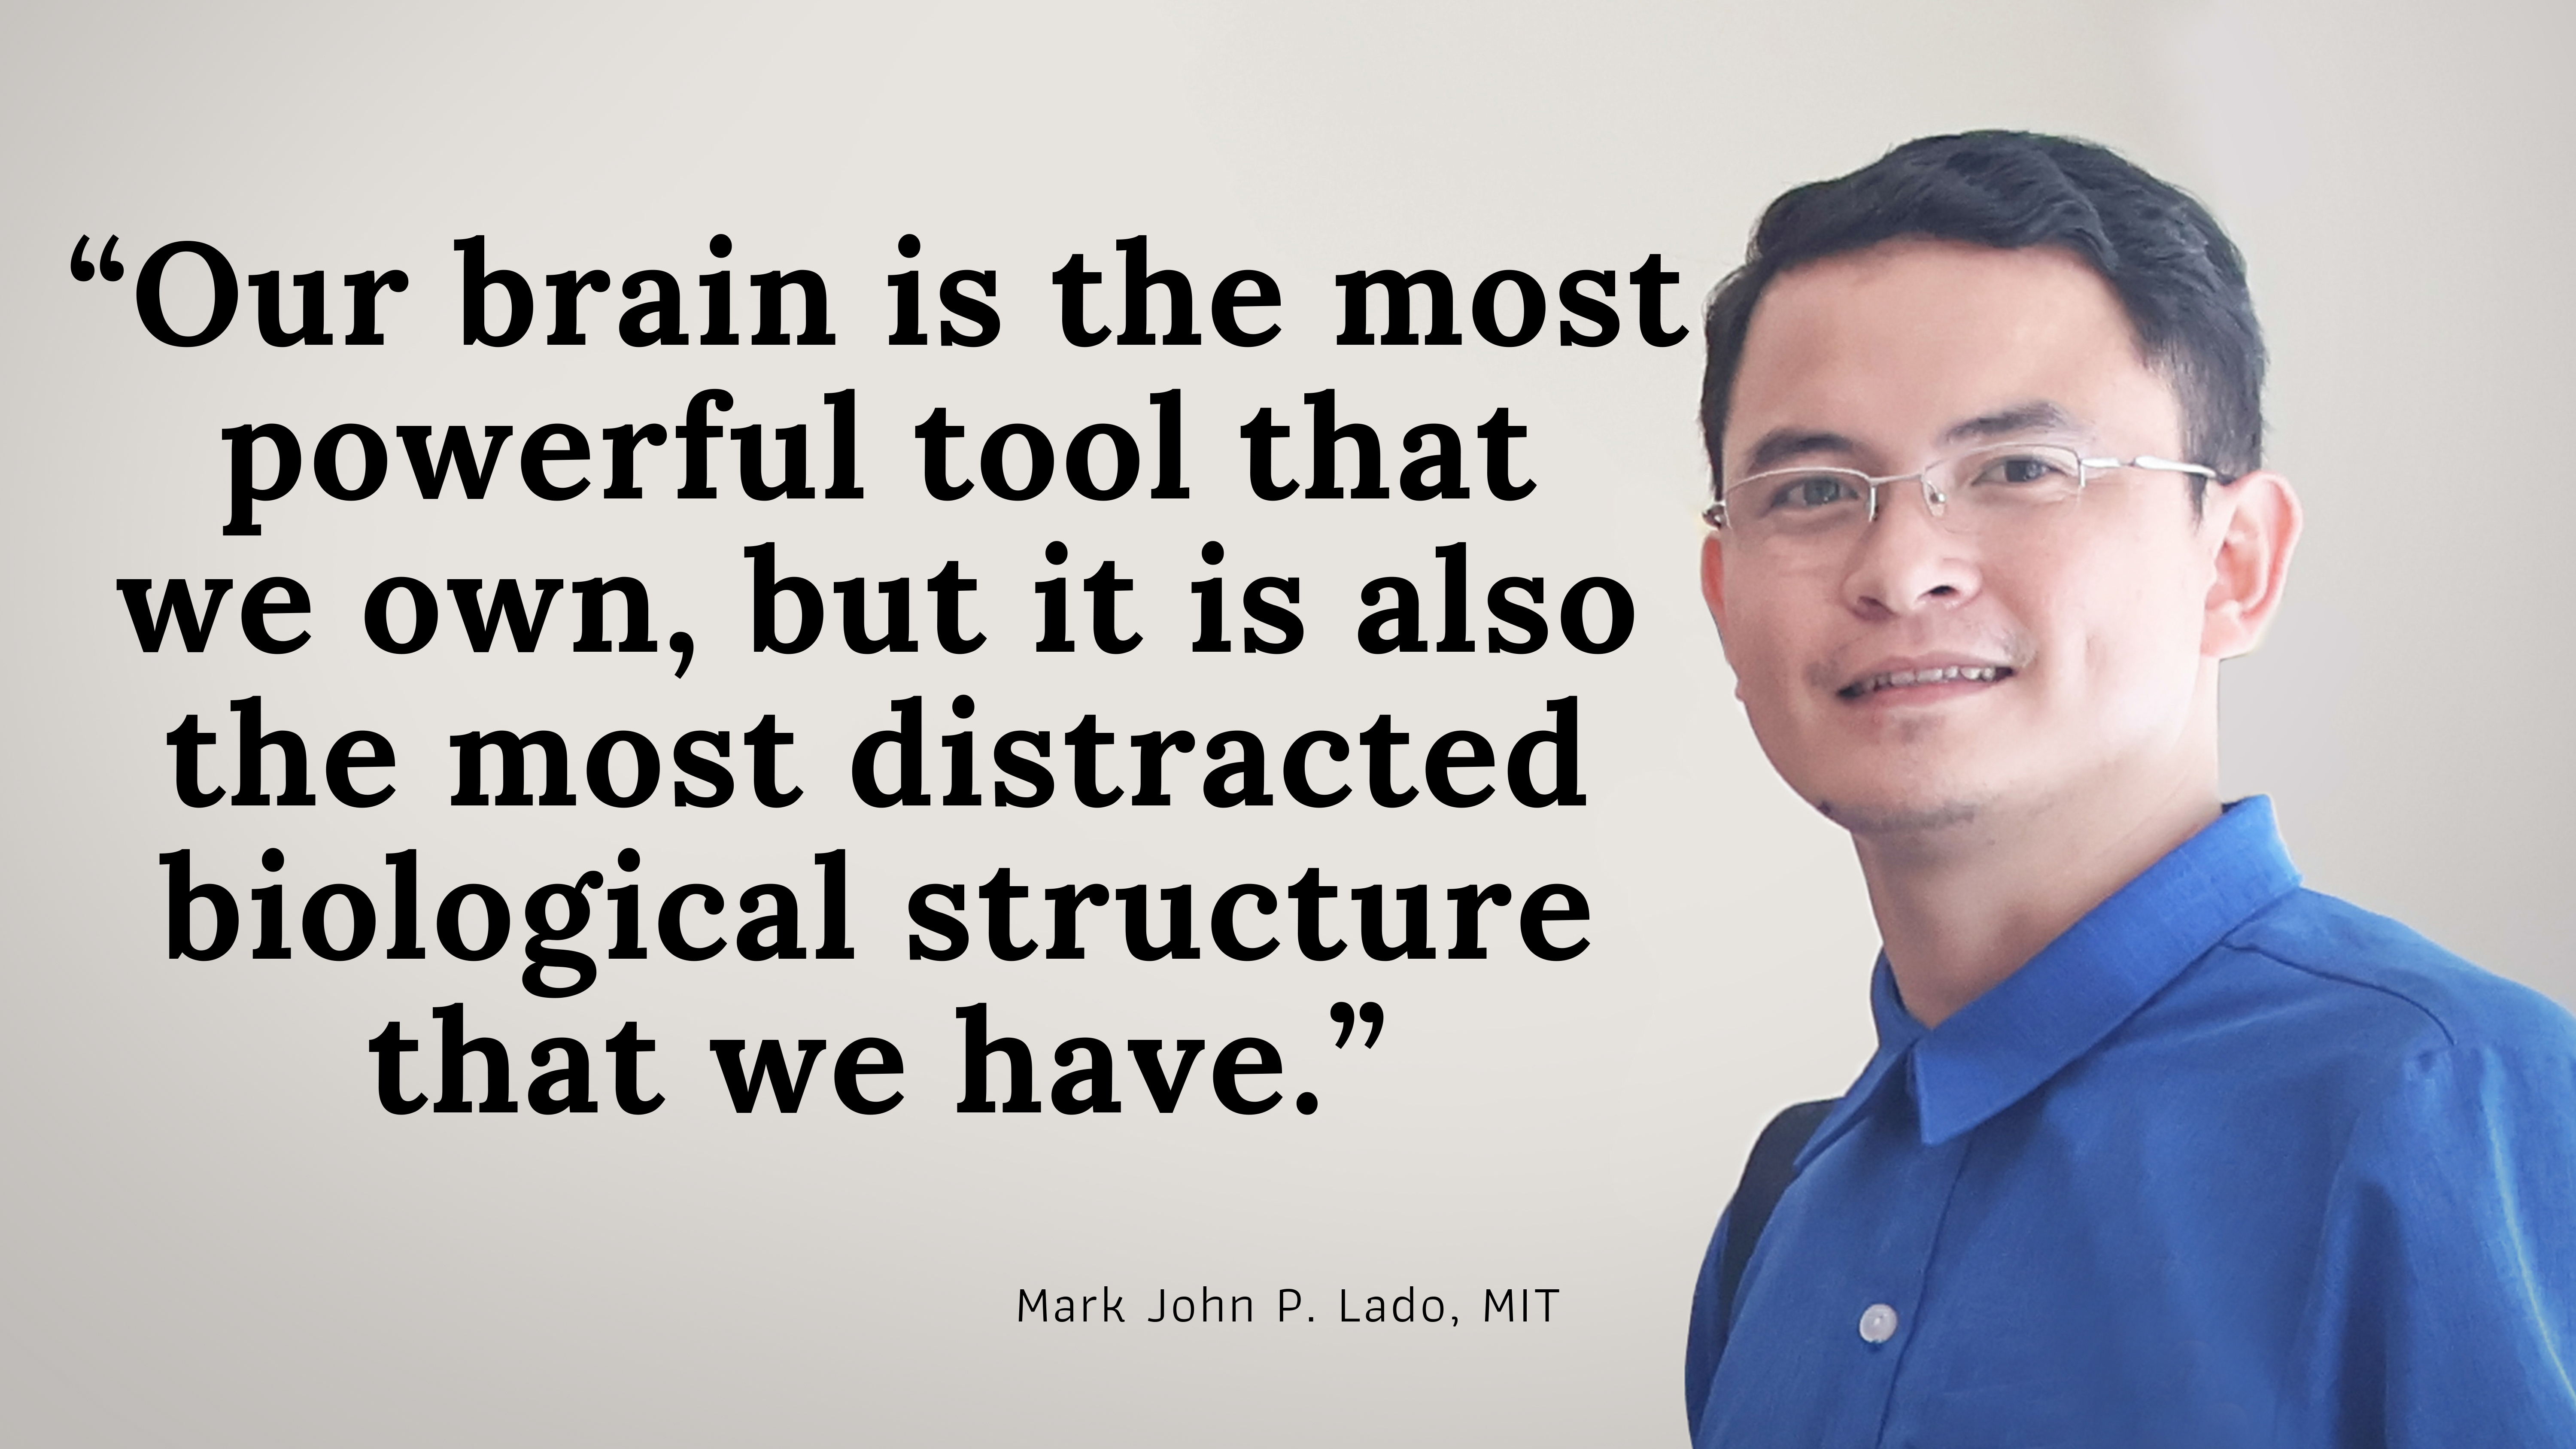 “Our brain is the most
powerful tool that
we own, but it is also
the most distracted
biological structure
that we have.”
Mark John P. Lado, MIT